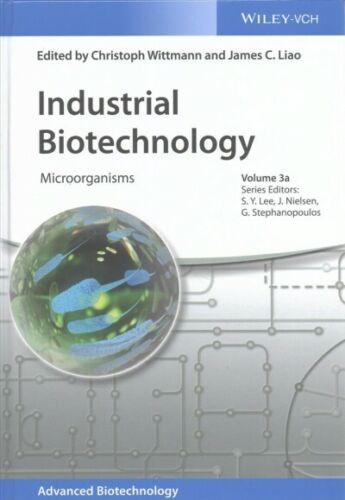 WILEY-VCH
Edited by Christoph Wittmann and James C. Liao
Industrial
Biotechnology
Microorganisms
Volume 3a
Series Editors:
S. Y. Lee, J. Nielsen,
G. Stephanopoulos
Advanced Biotechnology